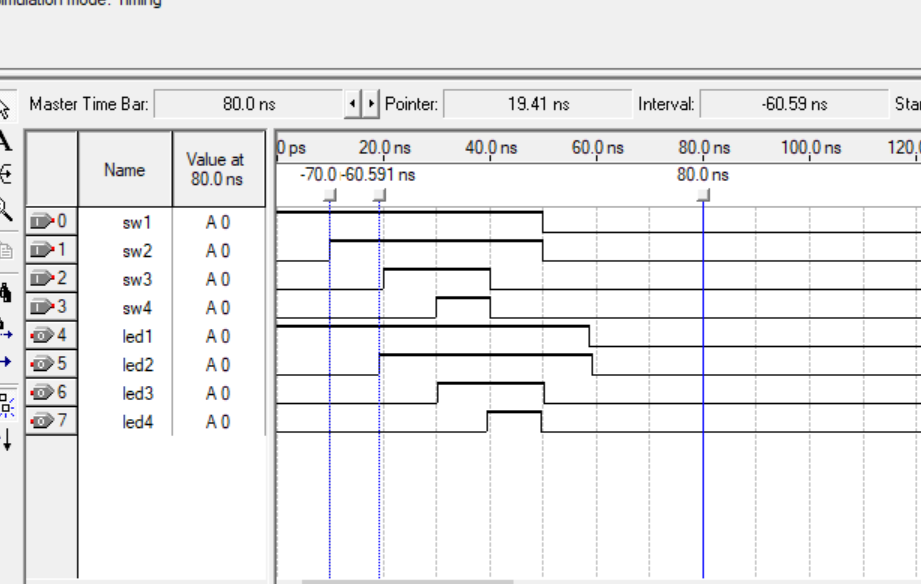 Simulation mode: Timing
Master Time Bar: 80.0 ns Pointer: 19.41 ns Interval: -60.59 ns
Name Value at 80.0 ns
0 ps 20.0 ns 40.0 ns 60.0 ns 80.0 ns 100.0 ns
-70.0 -60.591 ns 80.0 ns
0 sw1 A 0
1 sw2 A 0
2 sw3 A 0
3 sw4 A 0
4 led1 A 0
5 led2 A 0
6 led3 A 0
7 led4 A 0